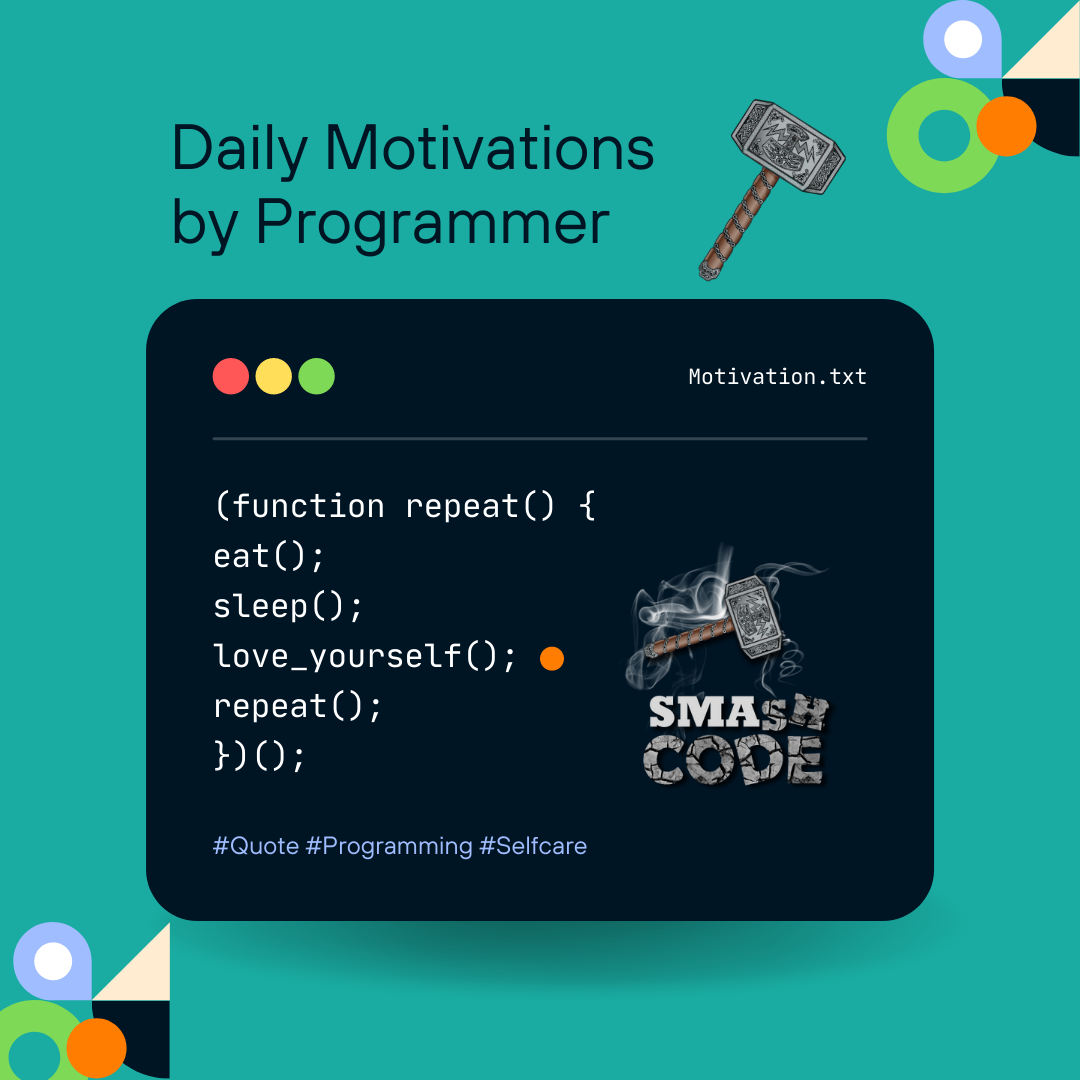 Daily Motivations
by Programmer
Motivation.txt
(function repeat() {
eat();
sleep();
love_yourself();
repeat();
})();
SMASH
CODE
#Quote #Programming #Selfcare